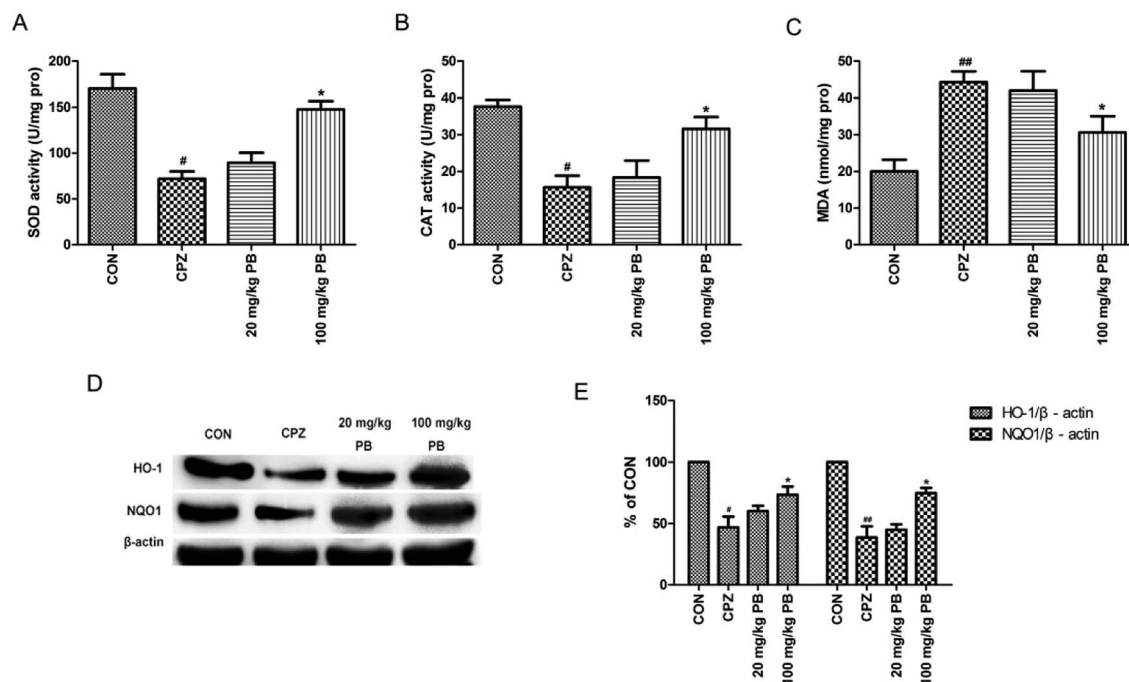 A
SOD activity (U/mg pro)
200
150
100
50
0
#
*
CON
CPZ
20 mg/kg PB
100 mg/kg PB
B
CAT activity (U/mg pro)
50
40
30
20
10
0
#
*
CON
CPZ
20 mg/kg PB
100 mg/kg PB
C
MDA (nmol/mg pro)
50
40
30
20
10
0
##
*
CON
CPZ
20 mg/kg PB
100 mg/kg PB
D
CON
CPZ
20 mg/kg
PB
100 mg/kg
PB
HO-1
NQO1
β-actin
E
% of CON
150
100
50
0
#
*
##
*
CON
CPZ
20 mg/kg PB
100 mg/kg PB
CON
CPZ
20 mg/kg PB
100 mg/kg PB
HO-1/β - actin
NQO1/β - actin